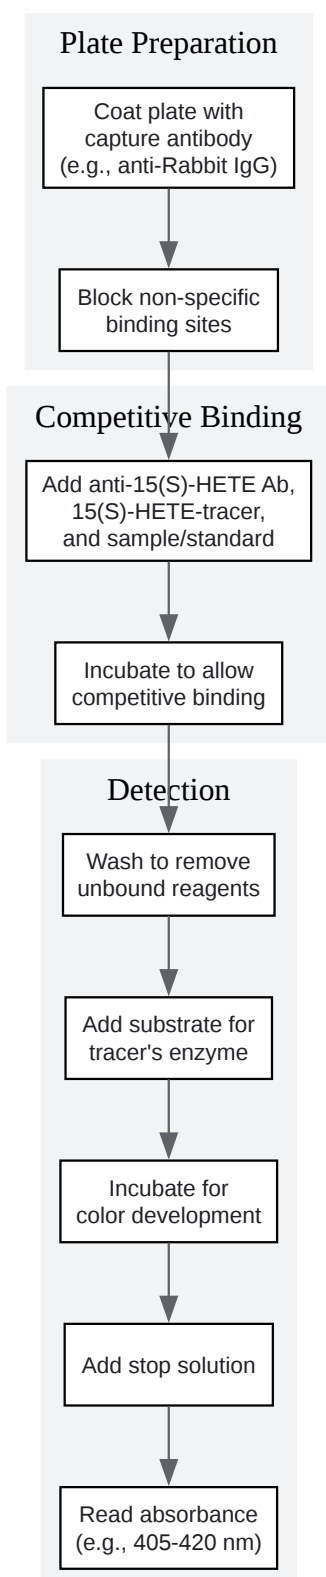 Plate Preparation
Coat plate with
capture antibody
(e.g., anti-Rabbit IgG)
Block non-specific
binding sites
Competitive Binding
Add anti-15(S)-HETE Ab,
15(S)-HETE-tracer,
and sample/standard
Incubate to allow
competitive binding
Detection
Wash to remove
unbound reagents
Add substrate for
tracer's enzyme
Incubate for
color development
Add stop solution
Read absorbance
(e.g., 405-420 nm)